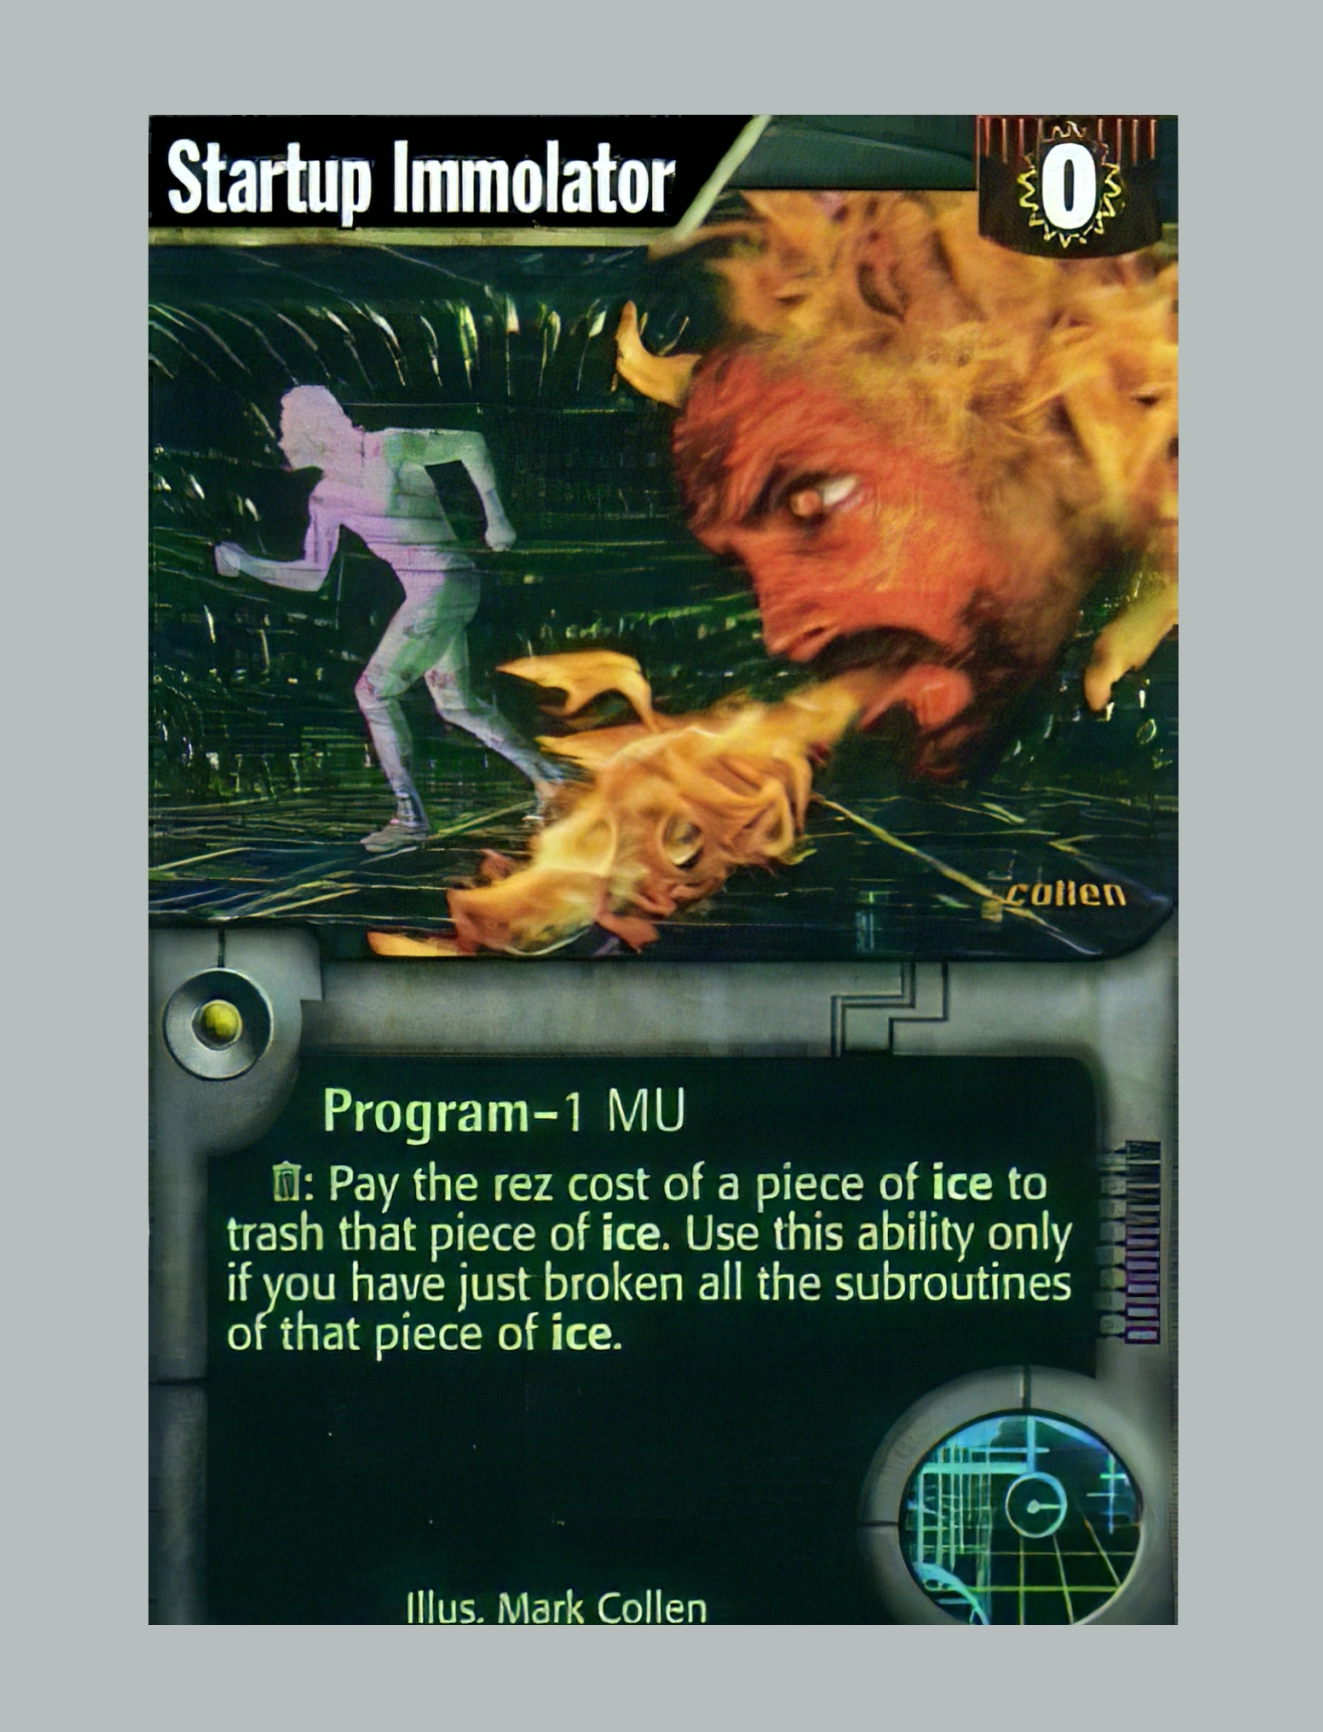 Startup Immolator
0
collen
Program–1 MU
: Pay the rez cost of a piece of ice to
trash that piece of ice. Use this ability only
if you have just broken all the subroutines
of that piece of ice.
Illus. Mark Collen